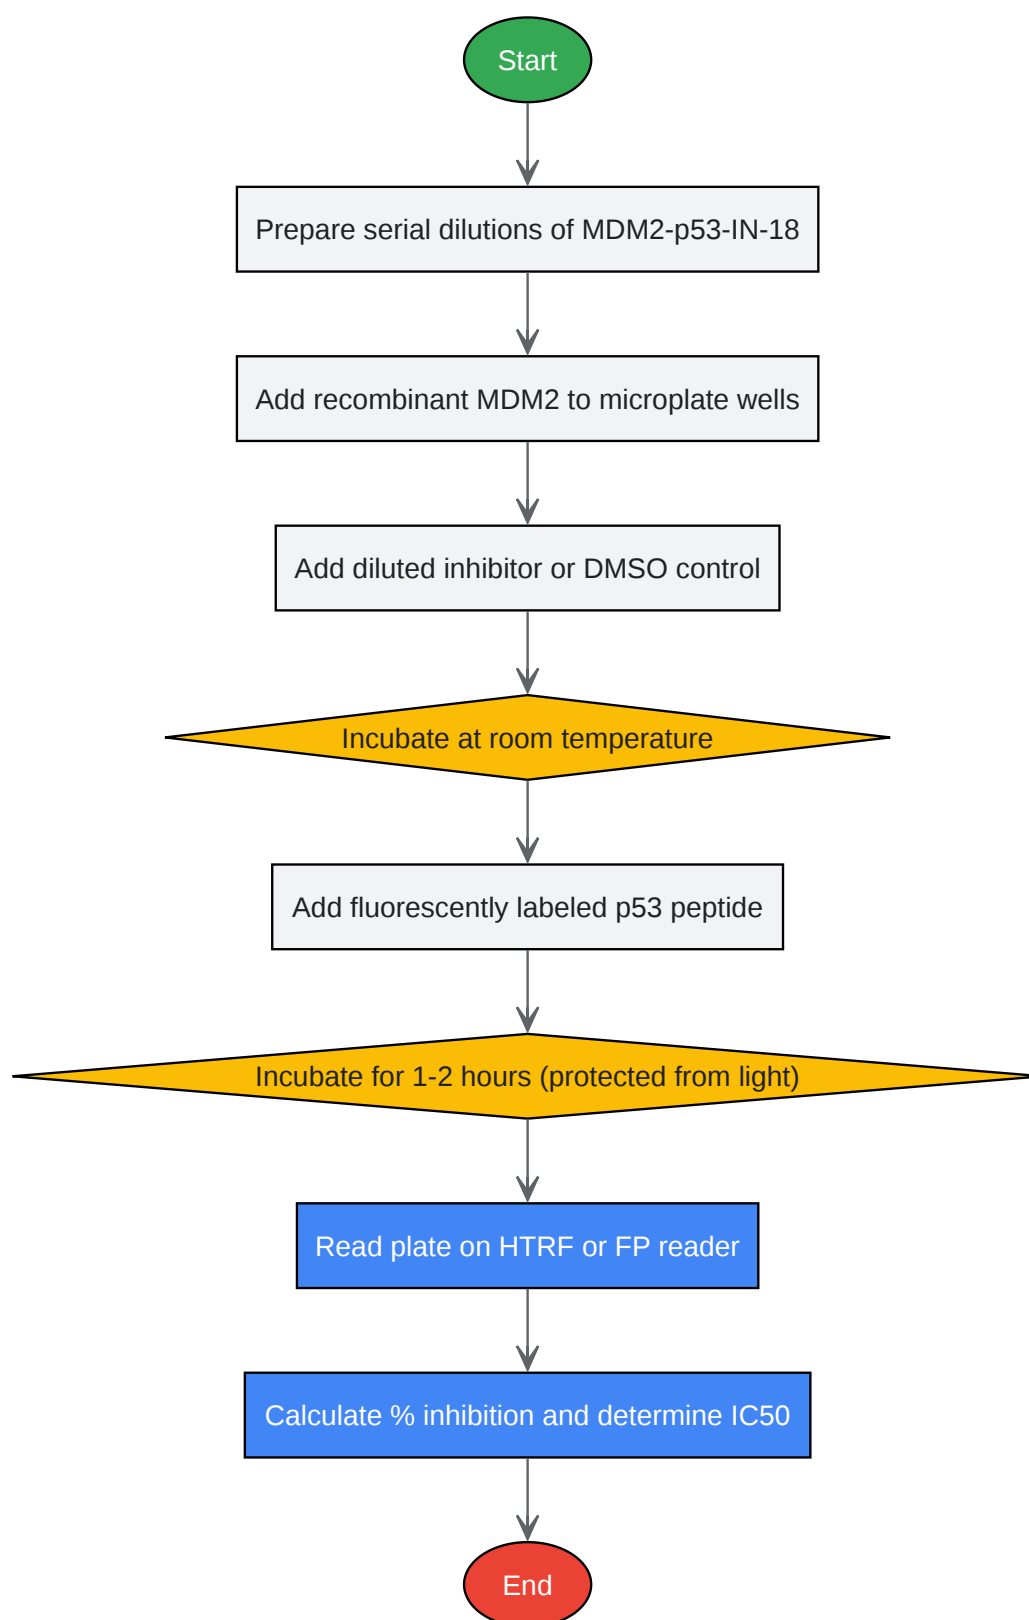 Start
Prepare serial dilutions of MDM2-p53-IN-18
Add recombinant MDM2 to microplate wells
Add diluted inhibitor or DMSO control
Incubate at room temperature
Add fluorescently labeled p53 peptide
Incubate for 1-2 hours (protected from light)
Read plate on HTRF or FP reader
Calculate % inhibition and determine IC50
End